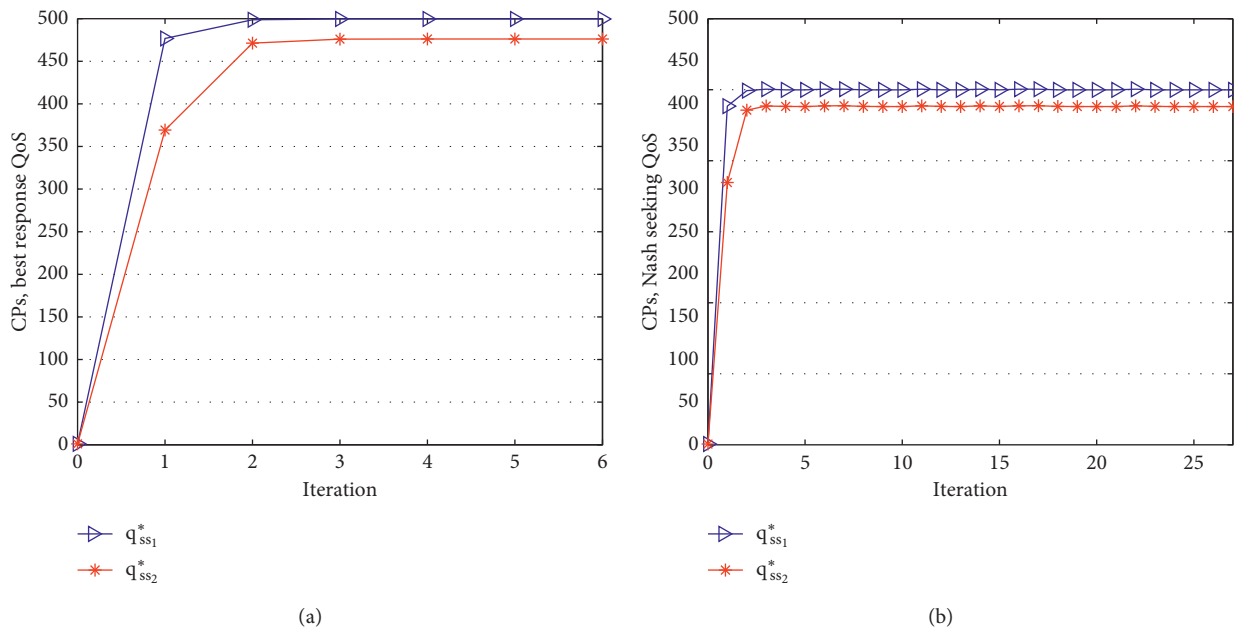 CPs, best response QoS
500
450
400
350
300
250
200
150
100
50
0
0 1 2 3 4 5 6
Iteration
q*ss1
q*ss2
(a)
CPs, Nash seeking QoS
500
450
400
350
300
250
200
150
100
50
0
0 5 10 15 20 25
Iteration
q*ss1
q*ss2
(b)